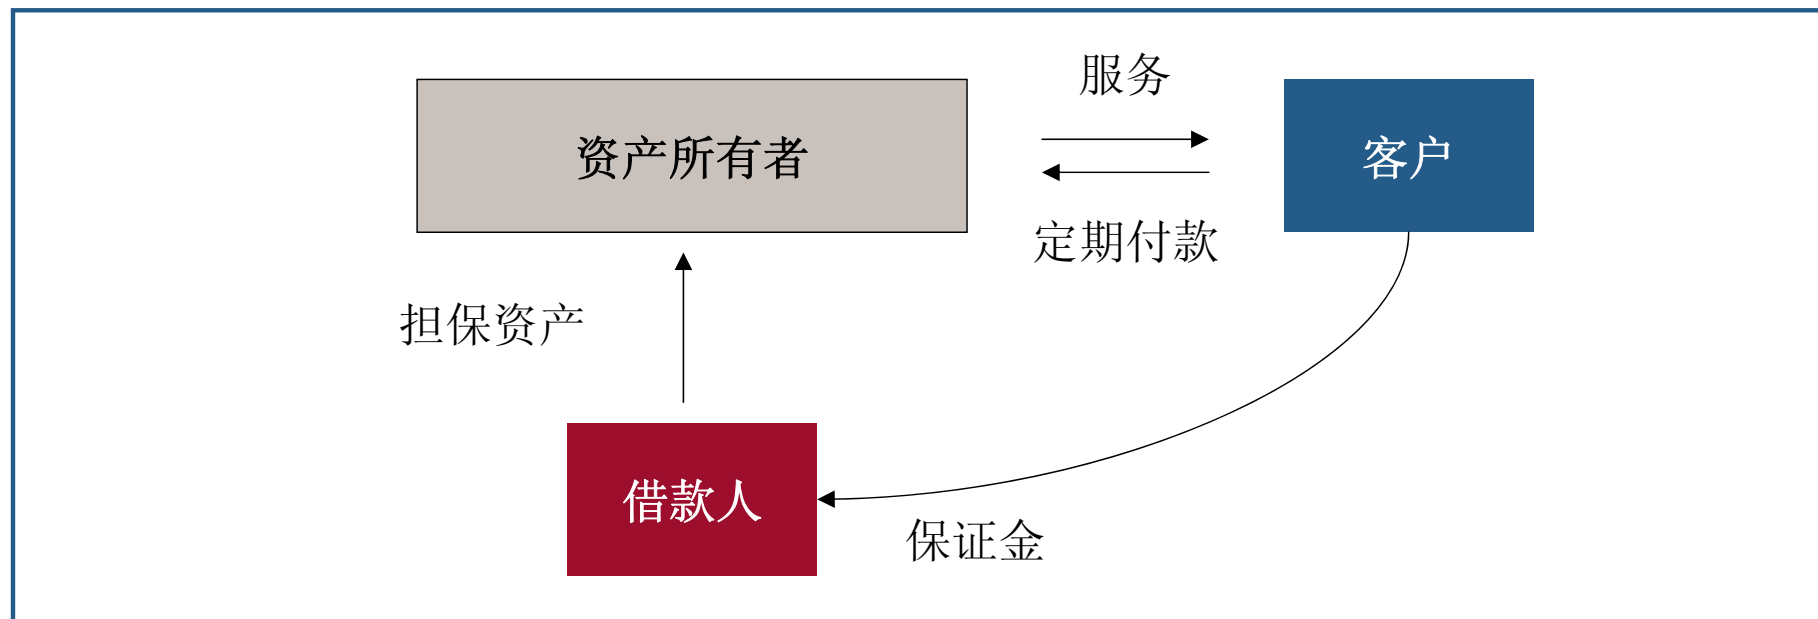 服务
资产所有者
客户
定期付款
担保资产
借款人
保证金